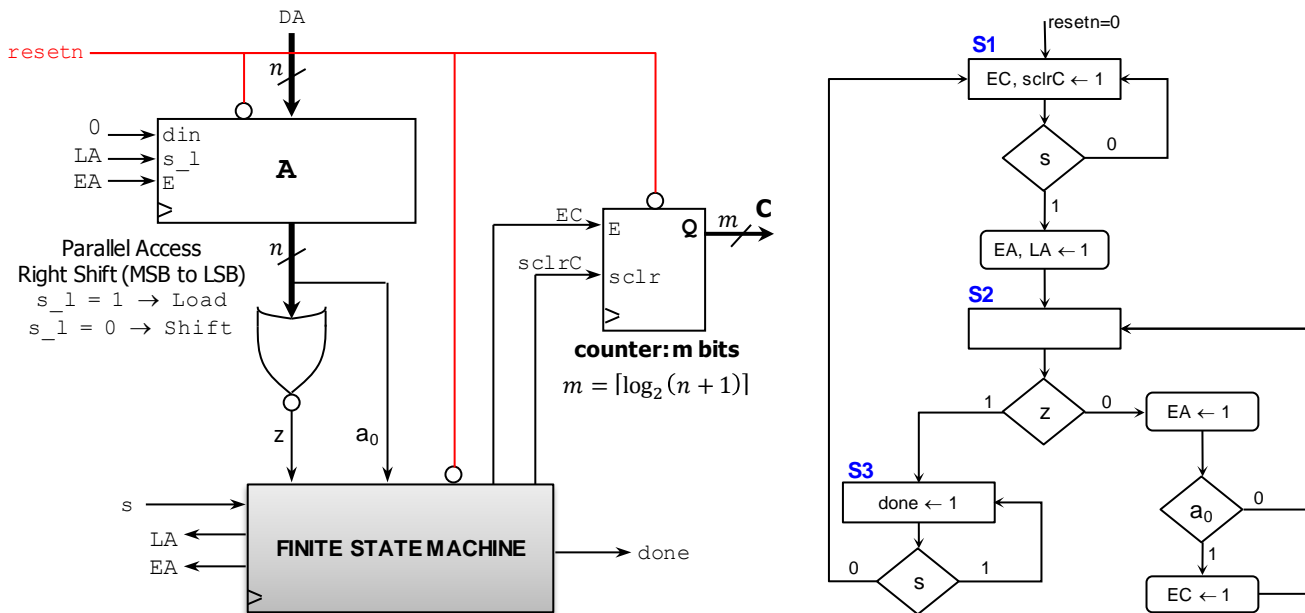 DA
resetn
n
0
din
LA
s_l
EA
E
A
n
Parallel Access
Right Shift (MSB to LSB)
s_l = 1 → Load
s_l = 0 → Shift
EC
E
Q
m
C
sclrC
sclr
counter: m bits
m = ⌈log₂ (n + 1)⌉
z
a₀
s
LA
EA
FINITE STATE MACHINE
done
resetn=0
S1
EC, sclrC ← 1
s
0
1
EA, LA ← 1
S2
z
1
0
EA ← 1
S3
done ← 1
a₀
0
1
s
0
1
EC ← 1